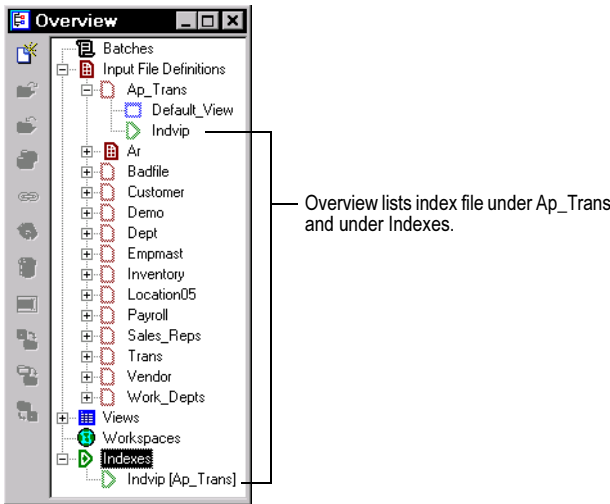 Overview
Batches
Input File Definitions
Ap_Trans
Default_View
Indvip
Ar
Badfile
Customer
Demo
Dept
Empmast
Inventory
Location05
Payroll
Sales_Reps
Trans
Vendor
Work_Depts
Views
Workspaces
Indexes
Indvip [Ap_Trans]
Overview lists index file under Ap_Trans
and under Indexes.